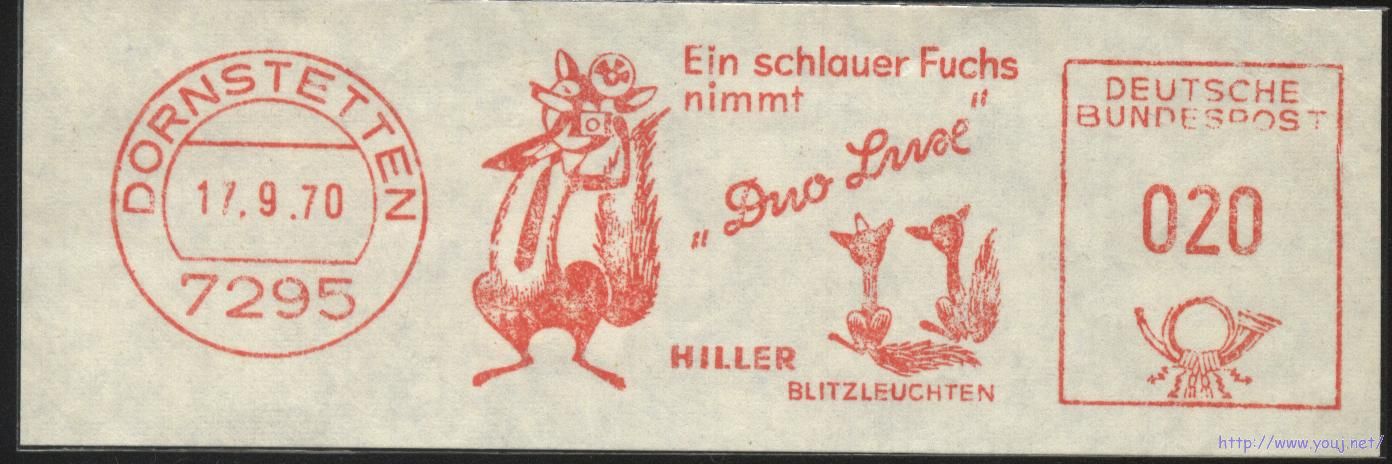 DORNSTETTEN
17.9.70
7295
Ein schlauer Fuchs
nimmt
„Duo Luxe"
HILLER
BLITZLEUCHTEN
DEUTSCHE
BUNDESPOST
020
http://www.youj.net/